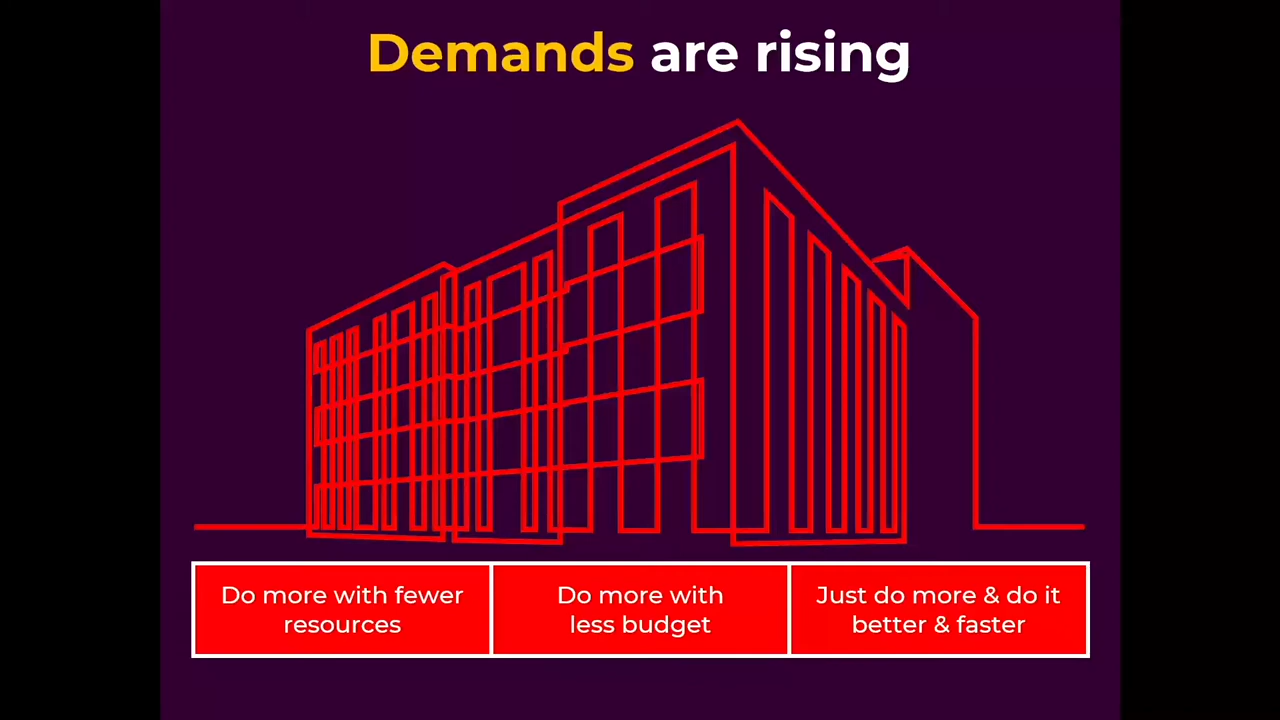 Demands are rising
Do more with fewer
resources
Do more with
less budget
Just do more & do it
better & faster